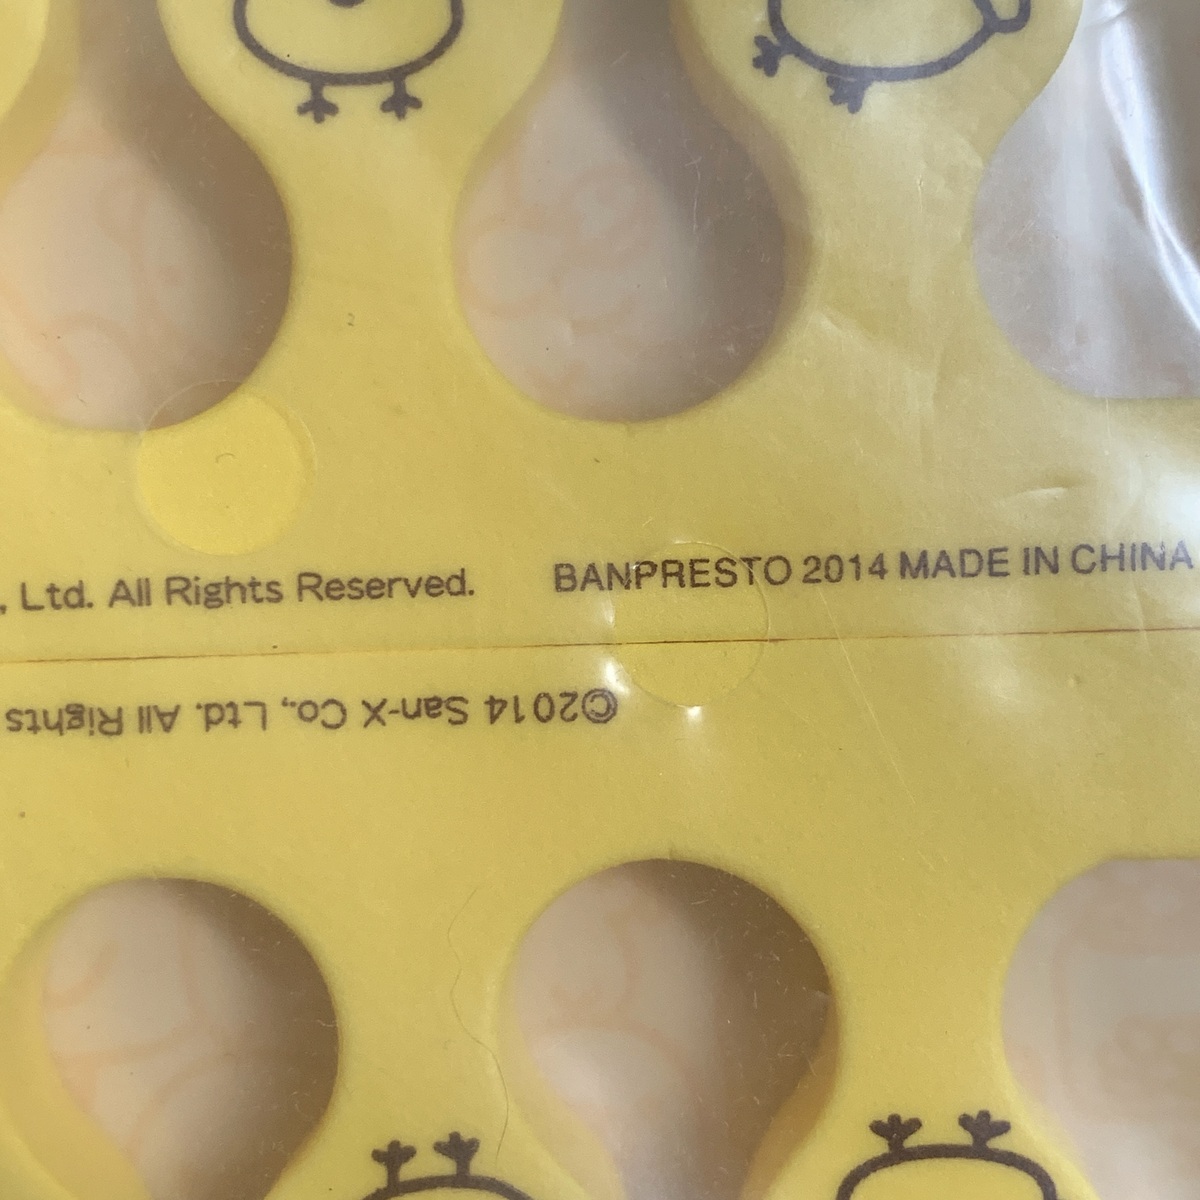 , Ltd. All Rights Reserved. BANPRESTO 2014 MADE IN CHINA
©2014 San-X Co., Ltd. All Rights